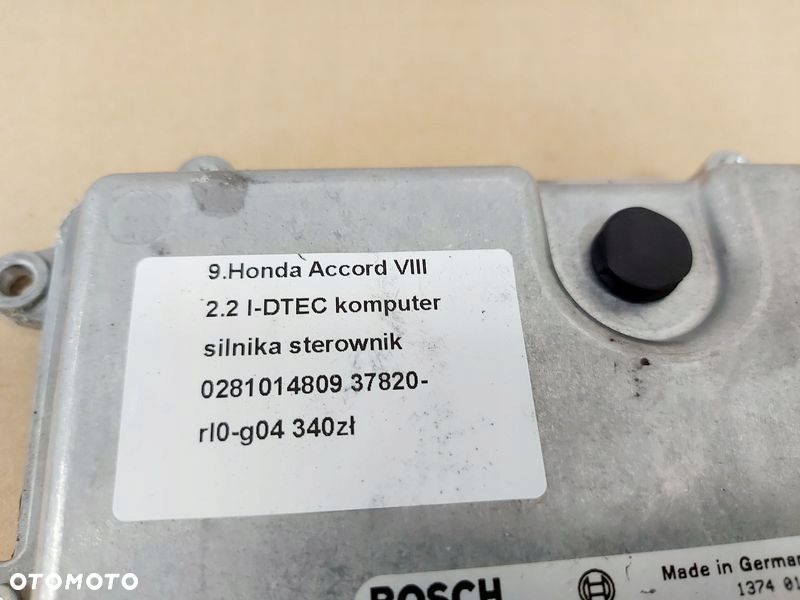 9.Honda Accord VIII
2.2 I-DTEC komputer
silnika sterownik
0281014809 37820-
rl0-g04 340zł
BOSCH
Made in German
1374 01
OTOMOTO